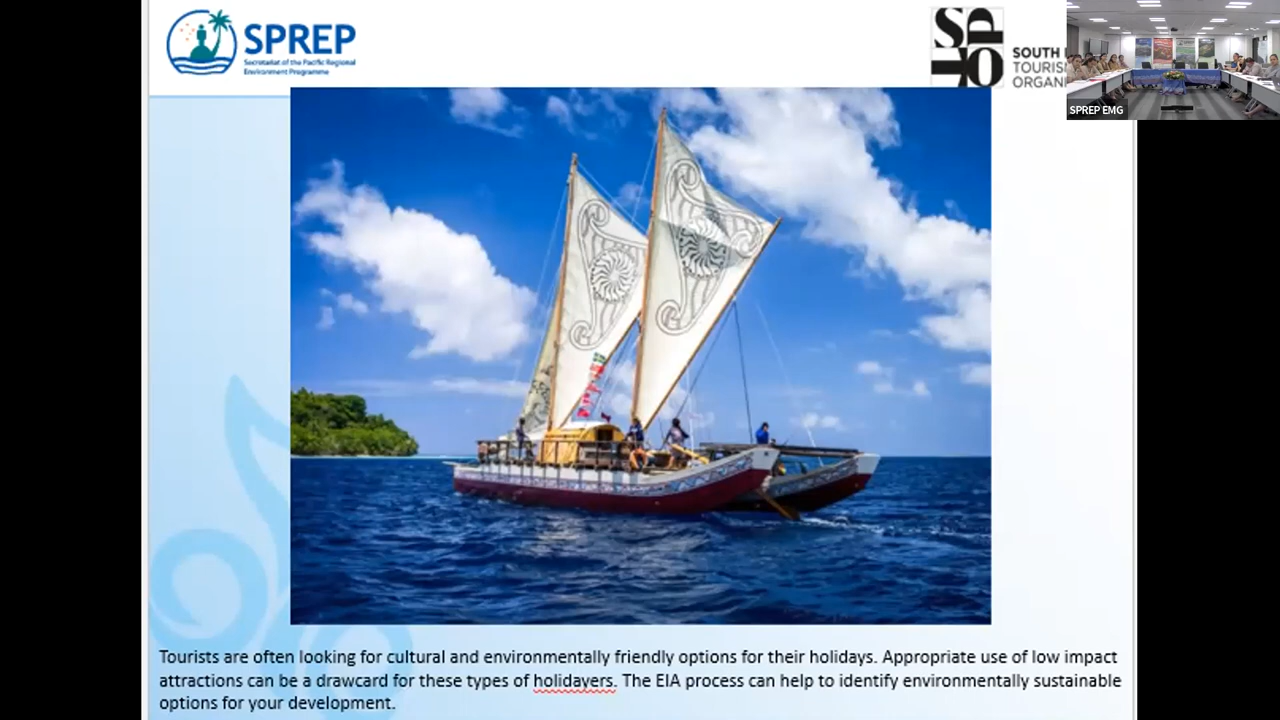 SPREP
Secretariat of the Pacific Regional
Environment Programme
SPTO
SOUTH
TOURIS
ORGAN
SPREP EMG
Tourists are often looking for cultural and environmentally friendly options for their holidays. Appropriate use of low impact
attractions can be a drawcard for these types of holidayers. The EIA process can help to identify environmentally sustainable
options for your development.